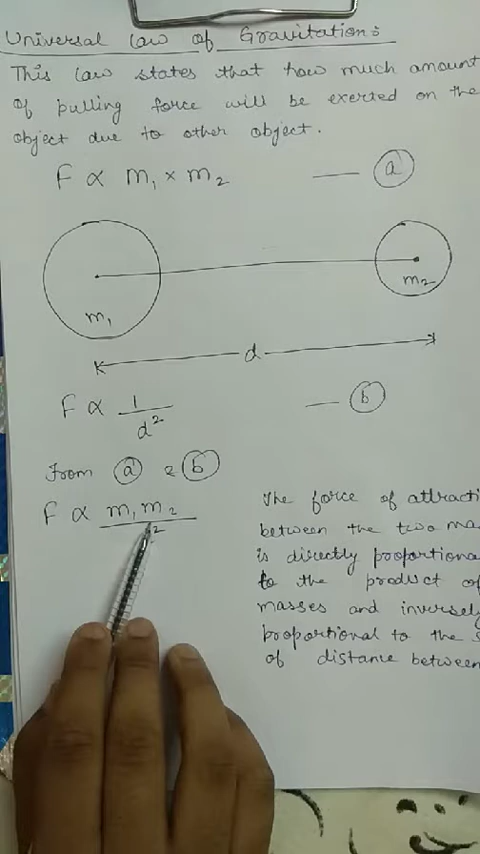 Universal Law of Gravitation:
This law states that how much amount
of pulling force will be exerted on the
object due to other object.
F ∝ m₁ × m₂ — (a)
m₁
m₂
d
F ∝ 1/d² — (b)
From (a) & (b)
F ∝ m₁m₂/ ²
The force of attracti
between the two ma
is directly proportiona
to the product of
masses and inversely
proportional to the s
of distance between